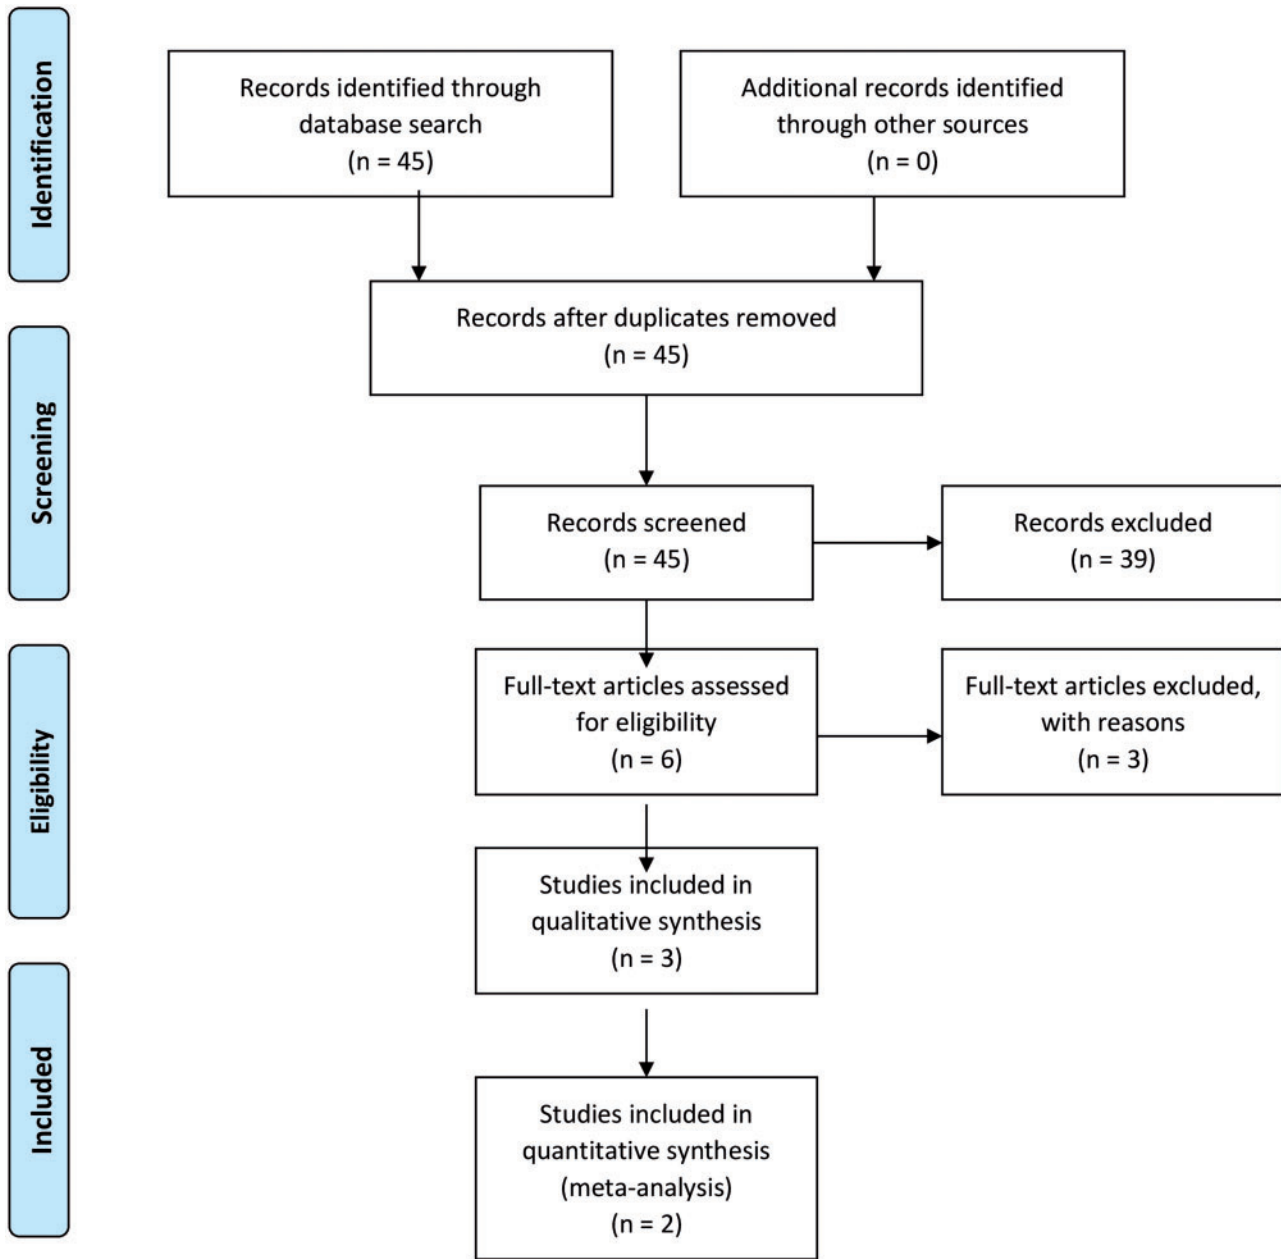 Identification
Records identified through
database search
(n = 45)
Additional records identified
through other sources
(n = 0)
Records after duplicates removed
(n = 45)
Screening
Records screened
(n = 45)
Records excluded
(n = 39)
Eligibility
Full-text articles assessed
for eligibility
(n = 6)
Full-text articles excluded,
with reasons
(n = 3)
Studies included in
qualitative synthesis
(n = 3)
Included
Studies included in
quantitative synthesis
(meta-analysis)
(n = 2)